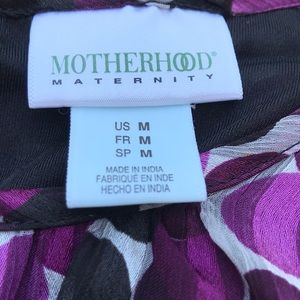 MOTHERHOOD®
MATERNITY
US M
FR M
SP M
MADE IN INDIA
FABRIQUE EN INDE
HECHO EN INDIA